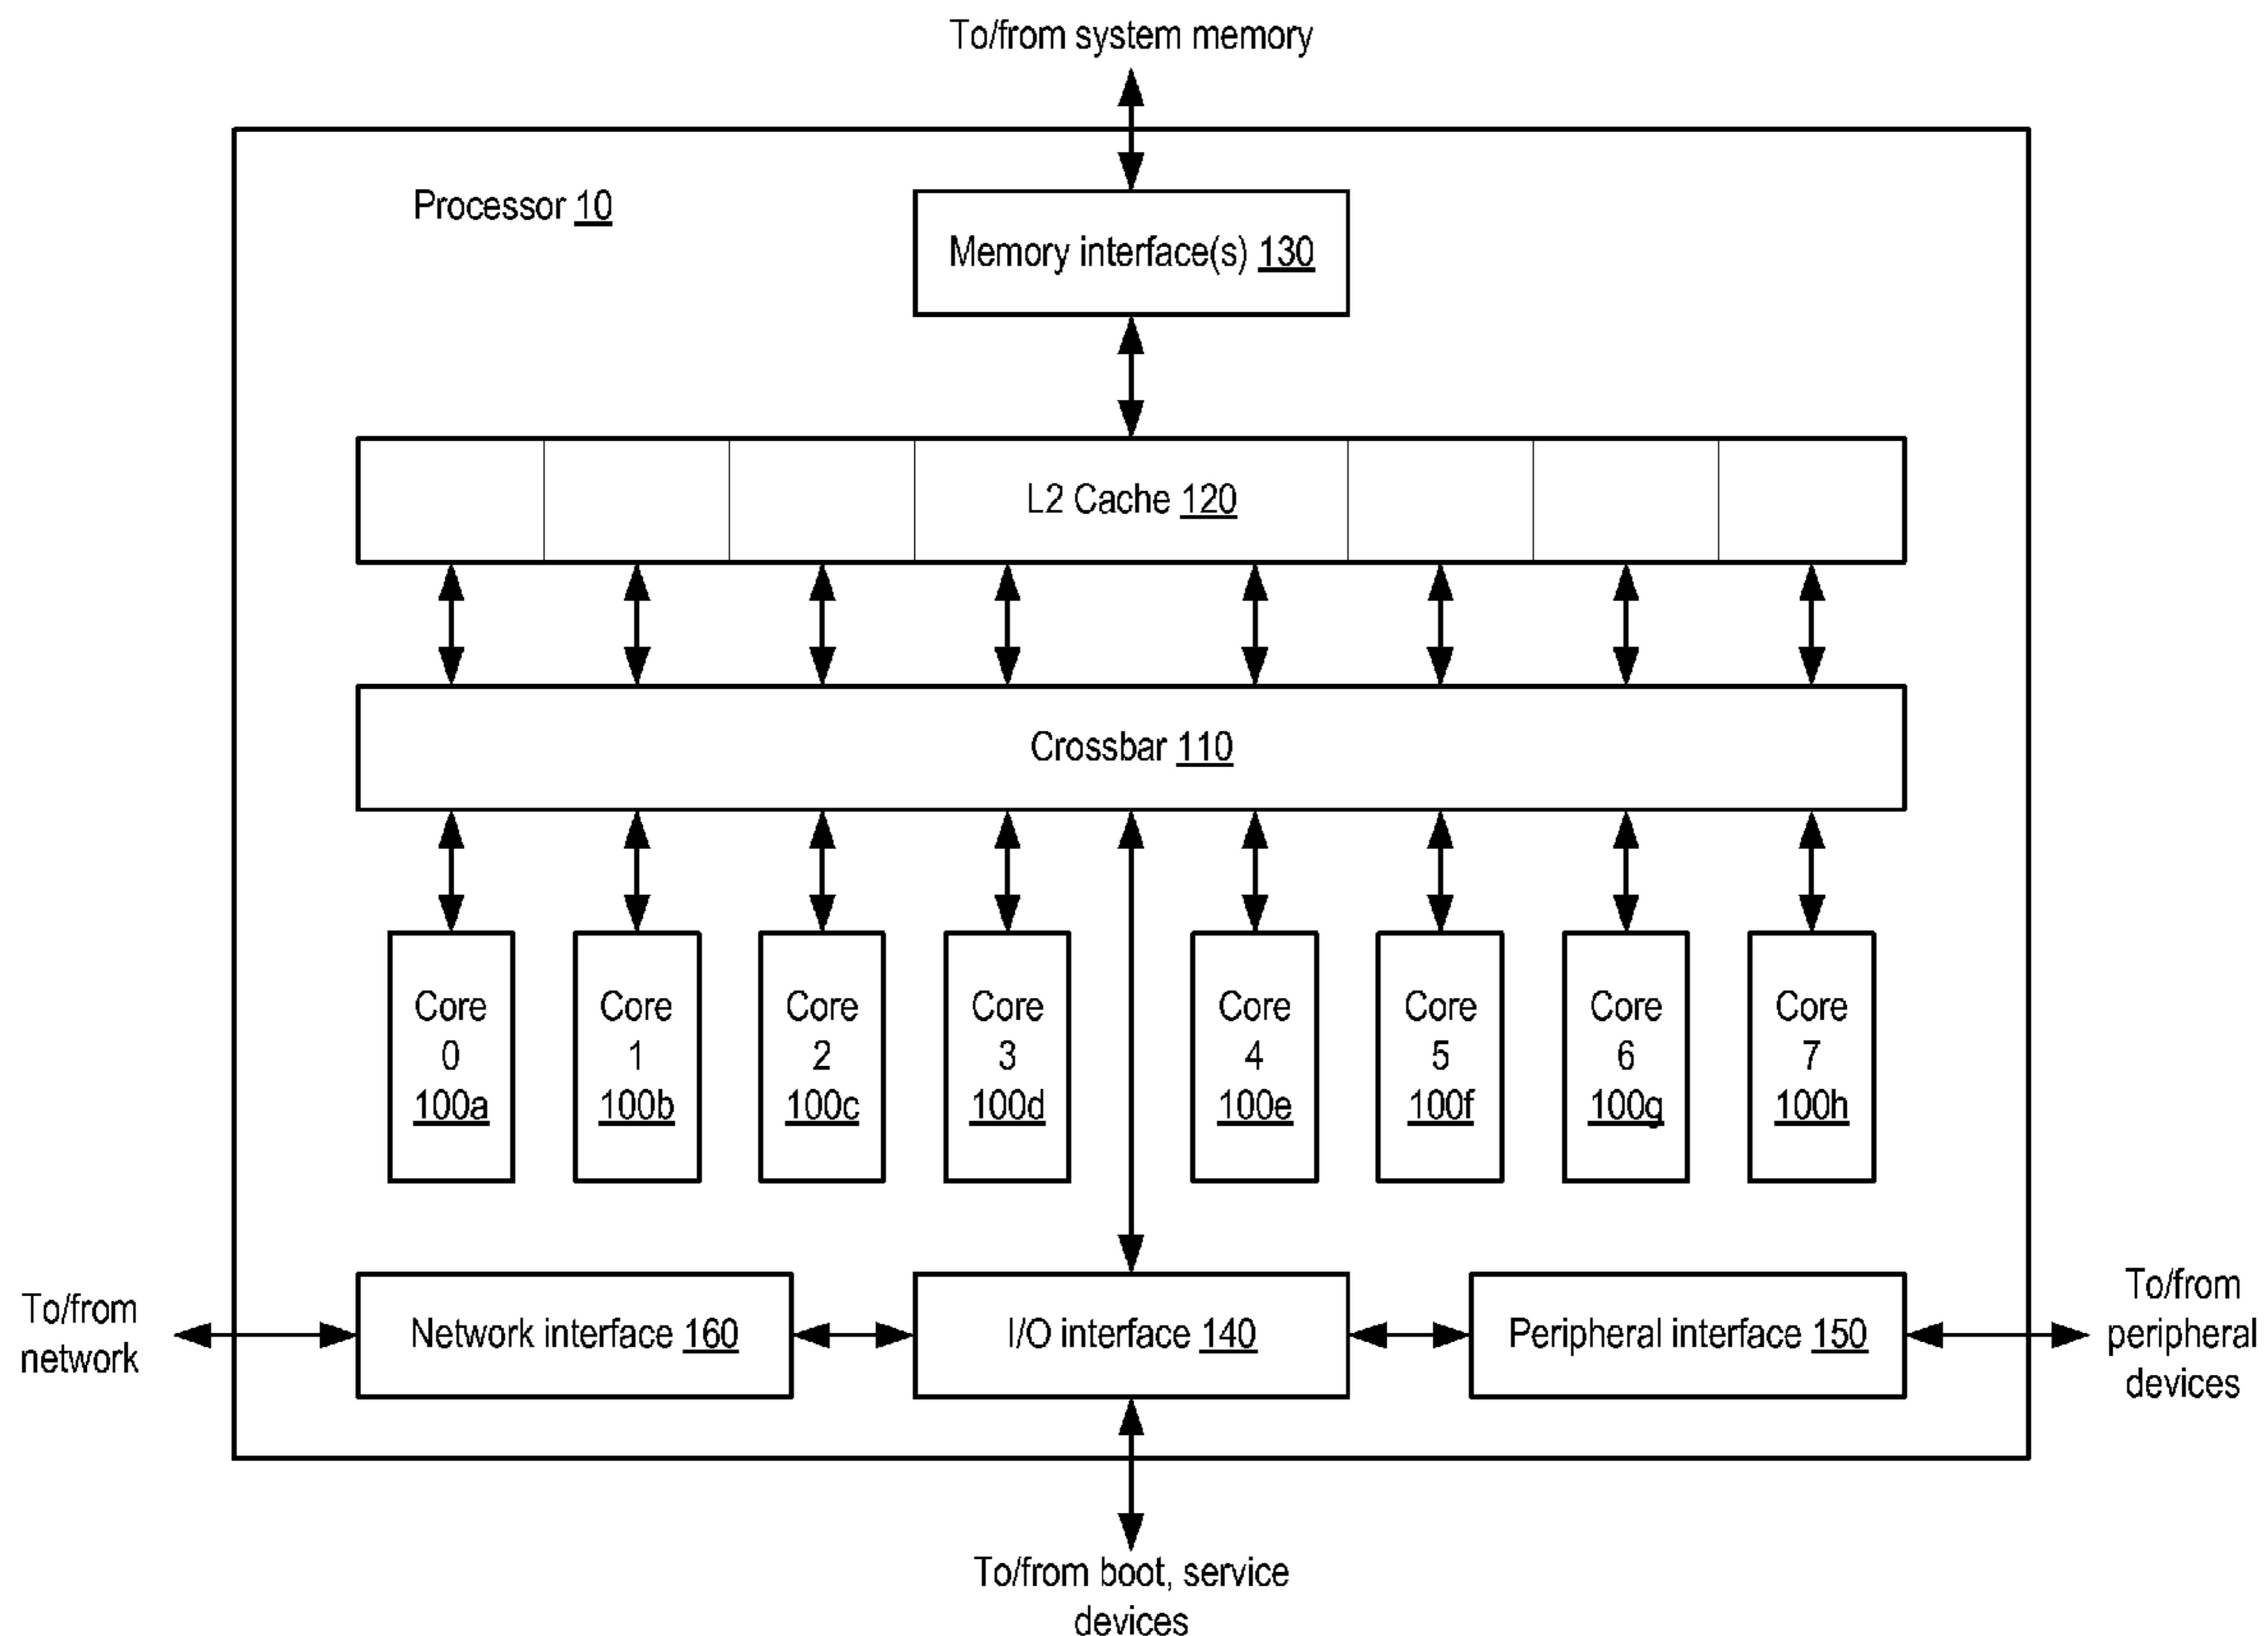 To/from system memory
Processor 10
Memory interface(s) 130
L2 Cache 120
Crossbar 110
Core
0
100a
Core
1
100b
Core
2
100c
Core
3
100d
Core
4
100e
Core
5
100f
Core
6
100g
Core
7
100h
To/from
network
Network interface 160
I/O interface 140
Peripheral interface 150
To/from
peripheral
devices
To/from boot, service
devices